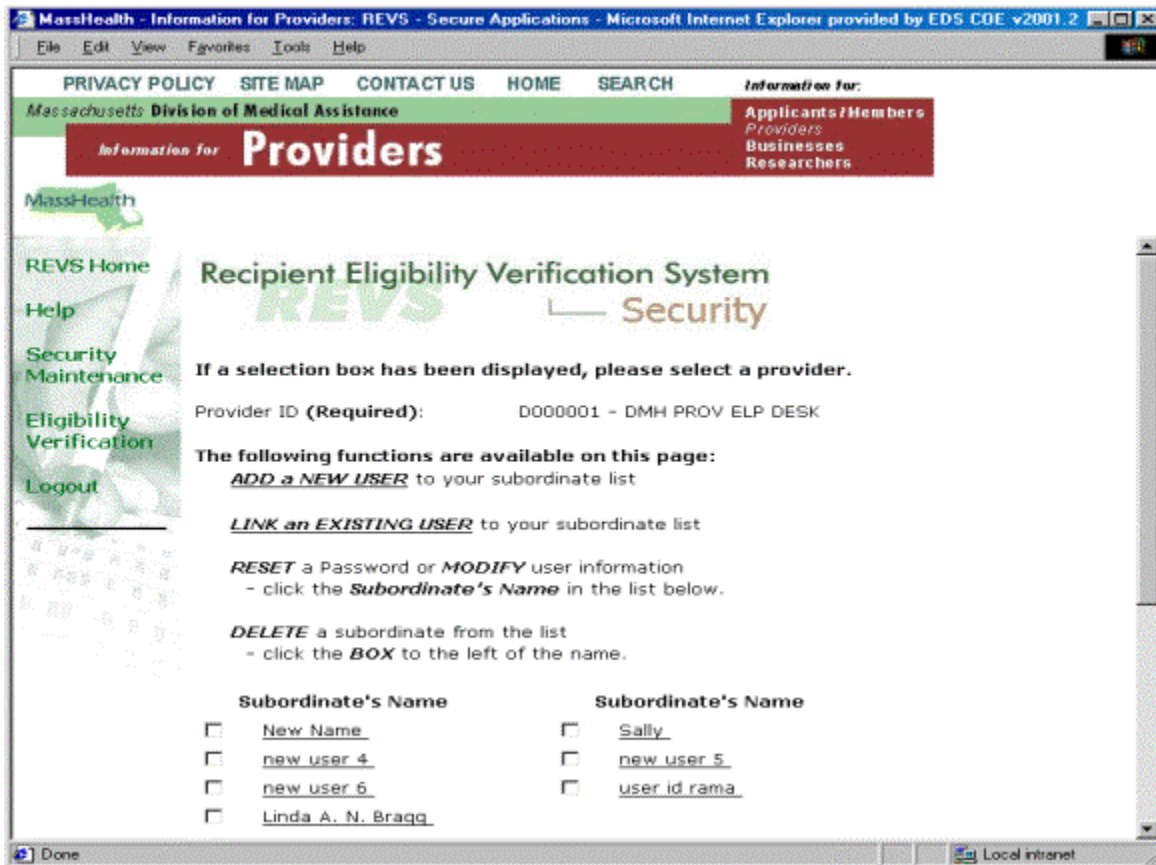 MassHealth - Information for Providers: REVS - Secure Applications - Microsoft Internet Explorer provided by EDS COE v2001.2
File Edit View Favorites Tools Help
PRIVACY POLICY SITE MAP CONTACT US HOME SEARCH Information for:
Massachusetts Division of Medical Assistance
Applicants/Members
Providers
Businesses
Researchers
Information for Providers
MassHealth
REVS Home
Help
Security
Maintenance
Eligibility
Verification
Logout
Recipient Eligibility Verification System
REVS
Security
If a selection box has been displayed, please select a provider.
Provider ID (Required): D000001 - DMH PROV ELP DESK
The following functions are available on this page:
ADD a NEW USER to your subordinate list
LINK an EXISTING USER to your subordinate list
RESET a Password or MODIFY user information
- click the Subordinate's Name in the list below.
DELETE a subordinate from the list
- click the BOX to the left of the name.
Subordinate's Name Subordinate's Name
New Name Sally
new user 4 new user 5
new user 6 user id rama
Linda A. N. Bragg
Done Local intranet